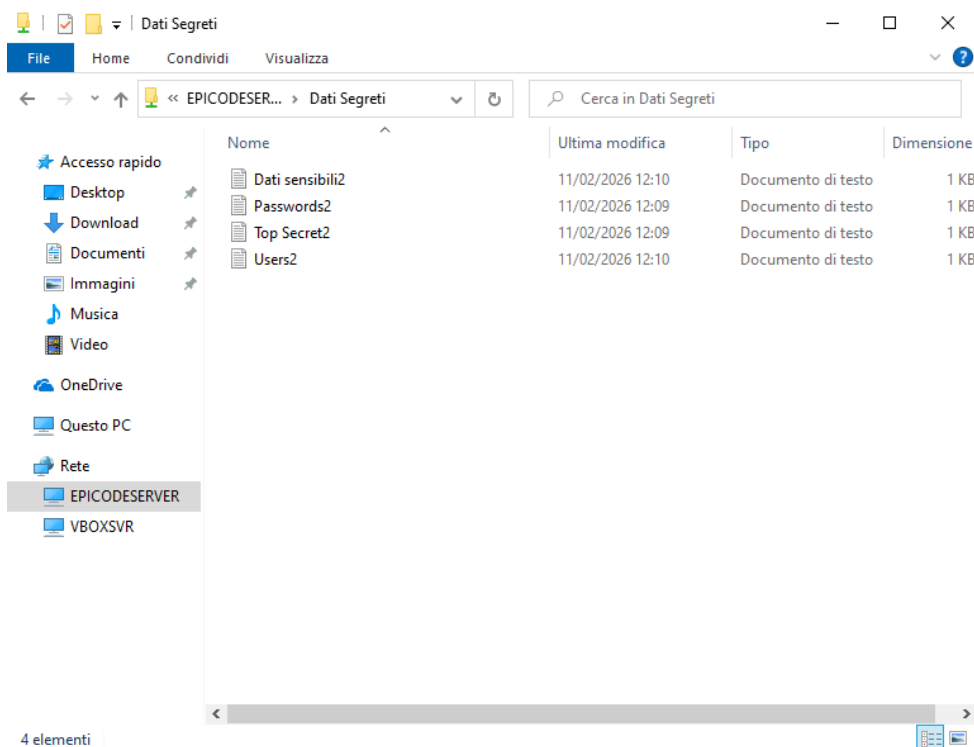 Dati Segreti
File Home Condividi Visualizza
« EPICODESER... › Dati Segreti Cerca in Dati Segreti
Nome Ultima modifica Tipo Dimensione
Accesso rapido
Desktop
Download
Documenti
Immagini
Musica
Video
OneDrive
Questo PC
Rete
EPICODESERVER
VBOXSVR
Dati sensibili2 11/02/2026 12:10 Documento di testo 1 KB
Passwords2 11/02/2026 12:09 Documento di testo 1 KB
Top Secret2 11/02/2026 12:09 Documento di testo 1 KB
Users2 11/02/2026 12:10 Documento di testo 1 KB
4 elementi